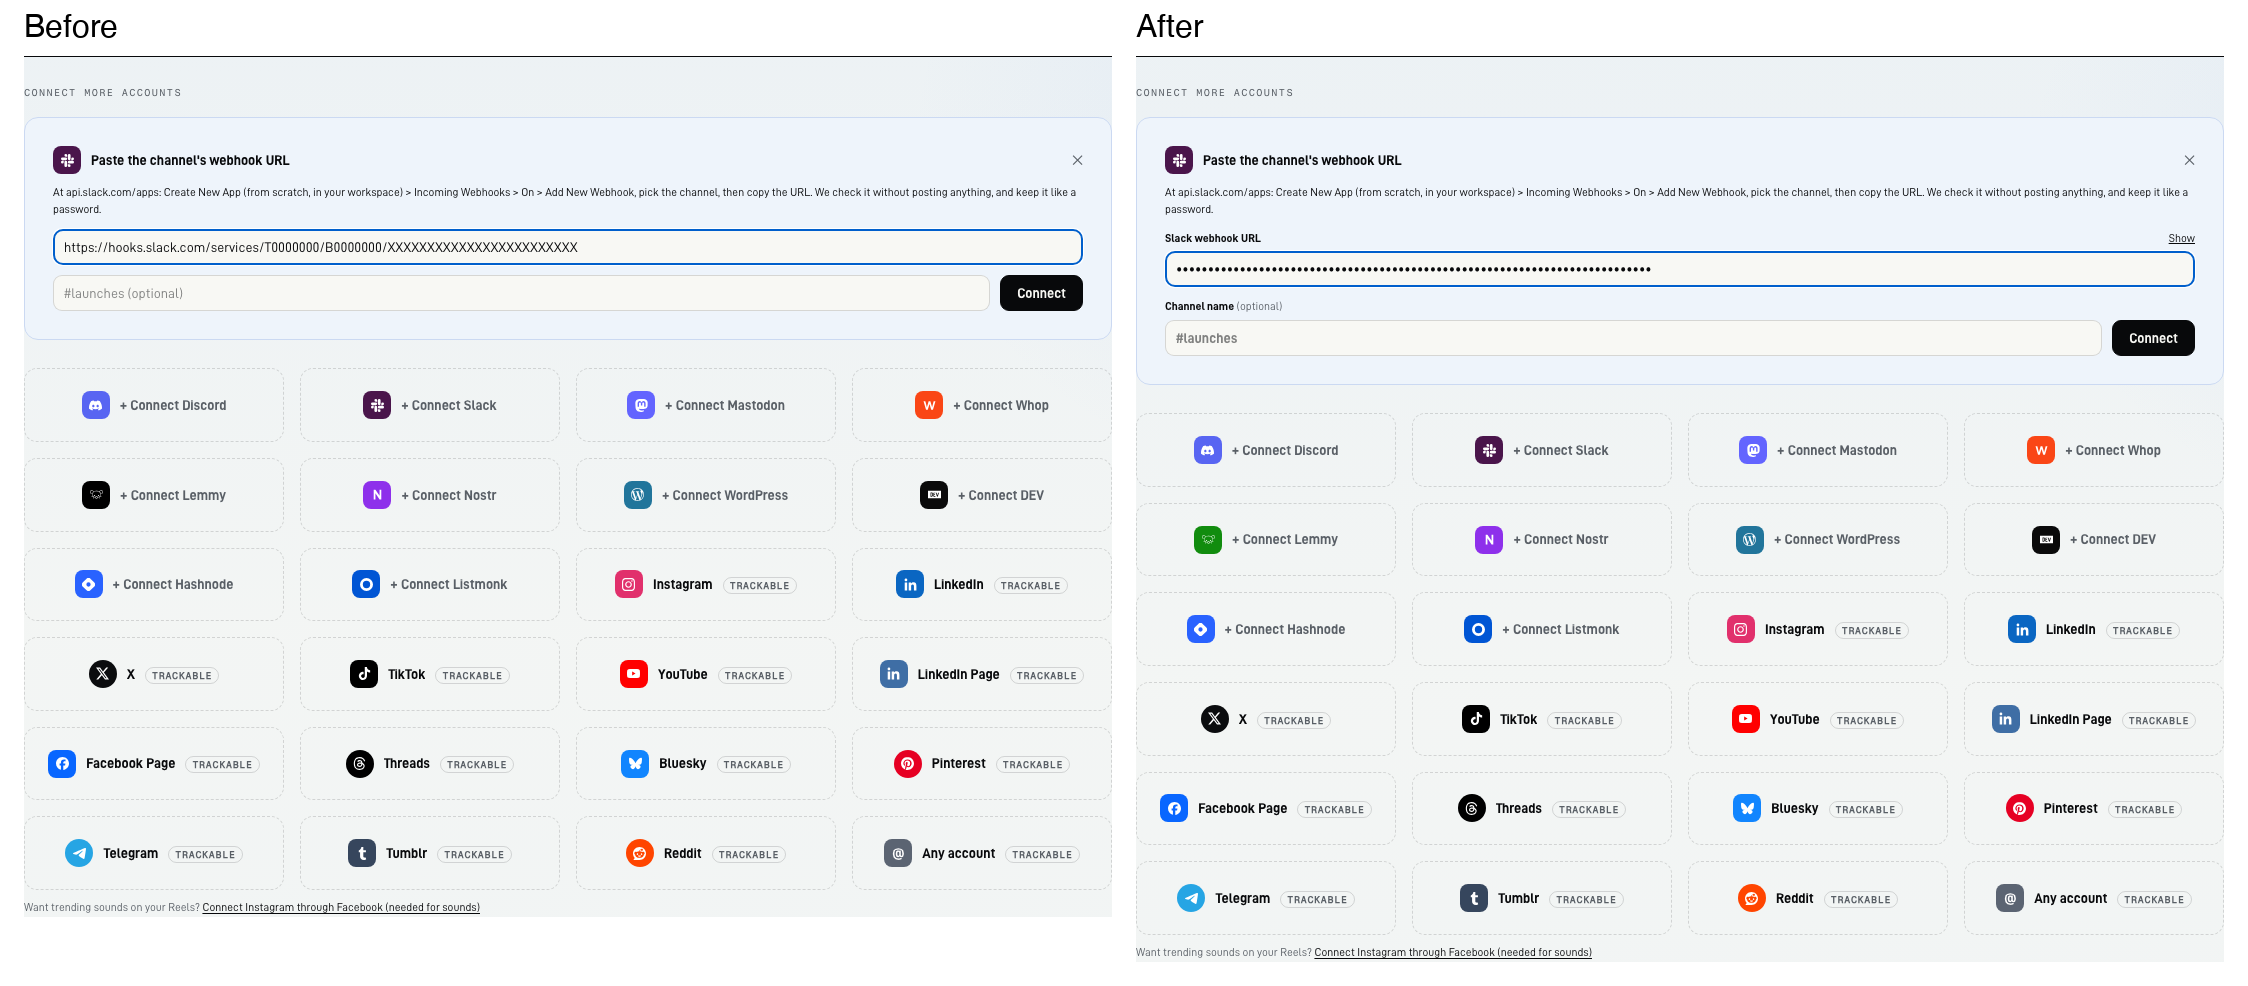 Before
CONNECT MORE ACCOUNTS
Paste the channel's webhook URL
At api.slack.com/apps: Create New App (from scratch, in your workspace) > Incoming Webhooks > On > Add New Webhook, pick the channel, then copy the URL. We check it without posting anything, and keep it like a
password.
https://hooks.slack.com/services/T0000000/B0000000/XXXXXXXXXXXXXXXXXXXXXXXX
#launches (optional)
Connect
+ Connect Discord
+ Connect Slack
+ Connect Mastodon
W + Connect Whop
+ Connect Lemmy
N + Connect Nostr
+ Connect WordPress
DEV + Connect DEV
+ Connect Hashnode
+ Connect Listmonk
Instagram TRACKABLE
in LinkedIn TRACKABLE
X TRACKABLE
TikTok TRACKABLE
YouTube TRACKABLE
in LinkedIn Page TRACKABLE
Facebook Page TRACKABLE
Threads TRACKABLE
Bluesky TRACKABLE
Pinterest TRACKABLE
Telegram TRACKABLE
t Tumblr TRACKABLE
Reddit TRACKABLE
@ Any account TRACKABLE
Want trending sounds on your Reels? Connect Instagram through Facebook (needed for sounds)
After
CONNECT MORE ACCOUNTS
Paste the channel's webhook URL
At api.slack.com/apps: Create New App (from scratch, in your workspace) > Incoming Webhooks > On > Add New Webhook, pick the channel, then copy the URL. We check it without posting anything, and keep it like a
password.
Slack webhook URL
Show
Channel name (optional)
#launches
Connect
+ Connect Discord
+ Connect Slack
+ Connect Mastodon
W + Connect Whop
+ Connect Lemmy
N + Connect Nostr
+ Connect WordPress
DEV + Connect DEV
+ Connect Hashnode
+ Connect Listmonk
Instagram TRACKABLE
in LinkedIn TRACKABLE
X TRACKABLE
TikTok TRACKABLE
YouTube TRACKABLE
in LinkedIn Page TRACKABLE
Facebook Page TRACKABLE
Threads TRACKABLE
Bluesky TRACKABLE
Pinterest TRACKABLE
Telegram TRACKABLE
t Tumblr TRACKABLE
Reddit TRACKABLE
@ Any account TRACKABLE
Want trending sounds on your Reels? Connect Instagram through Facebook (needed for sounds)